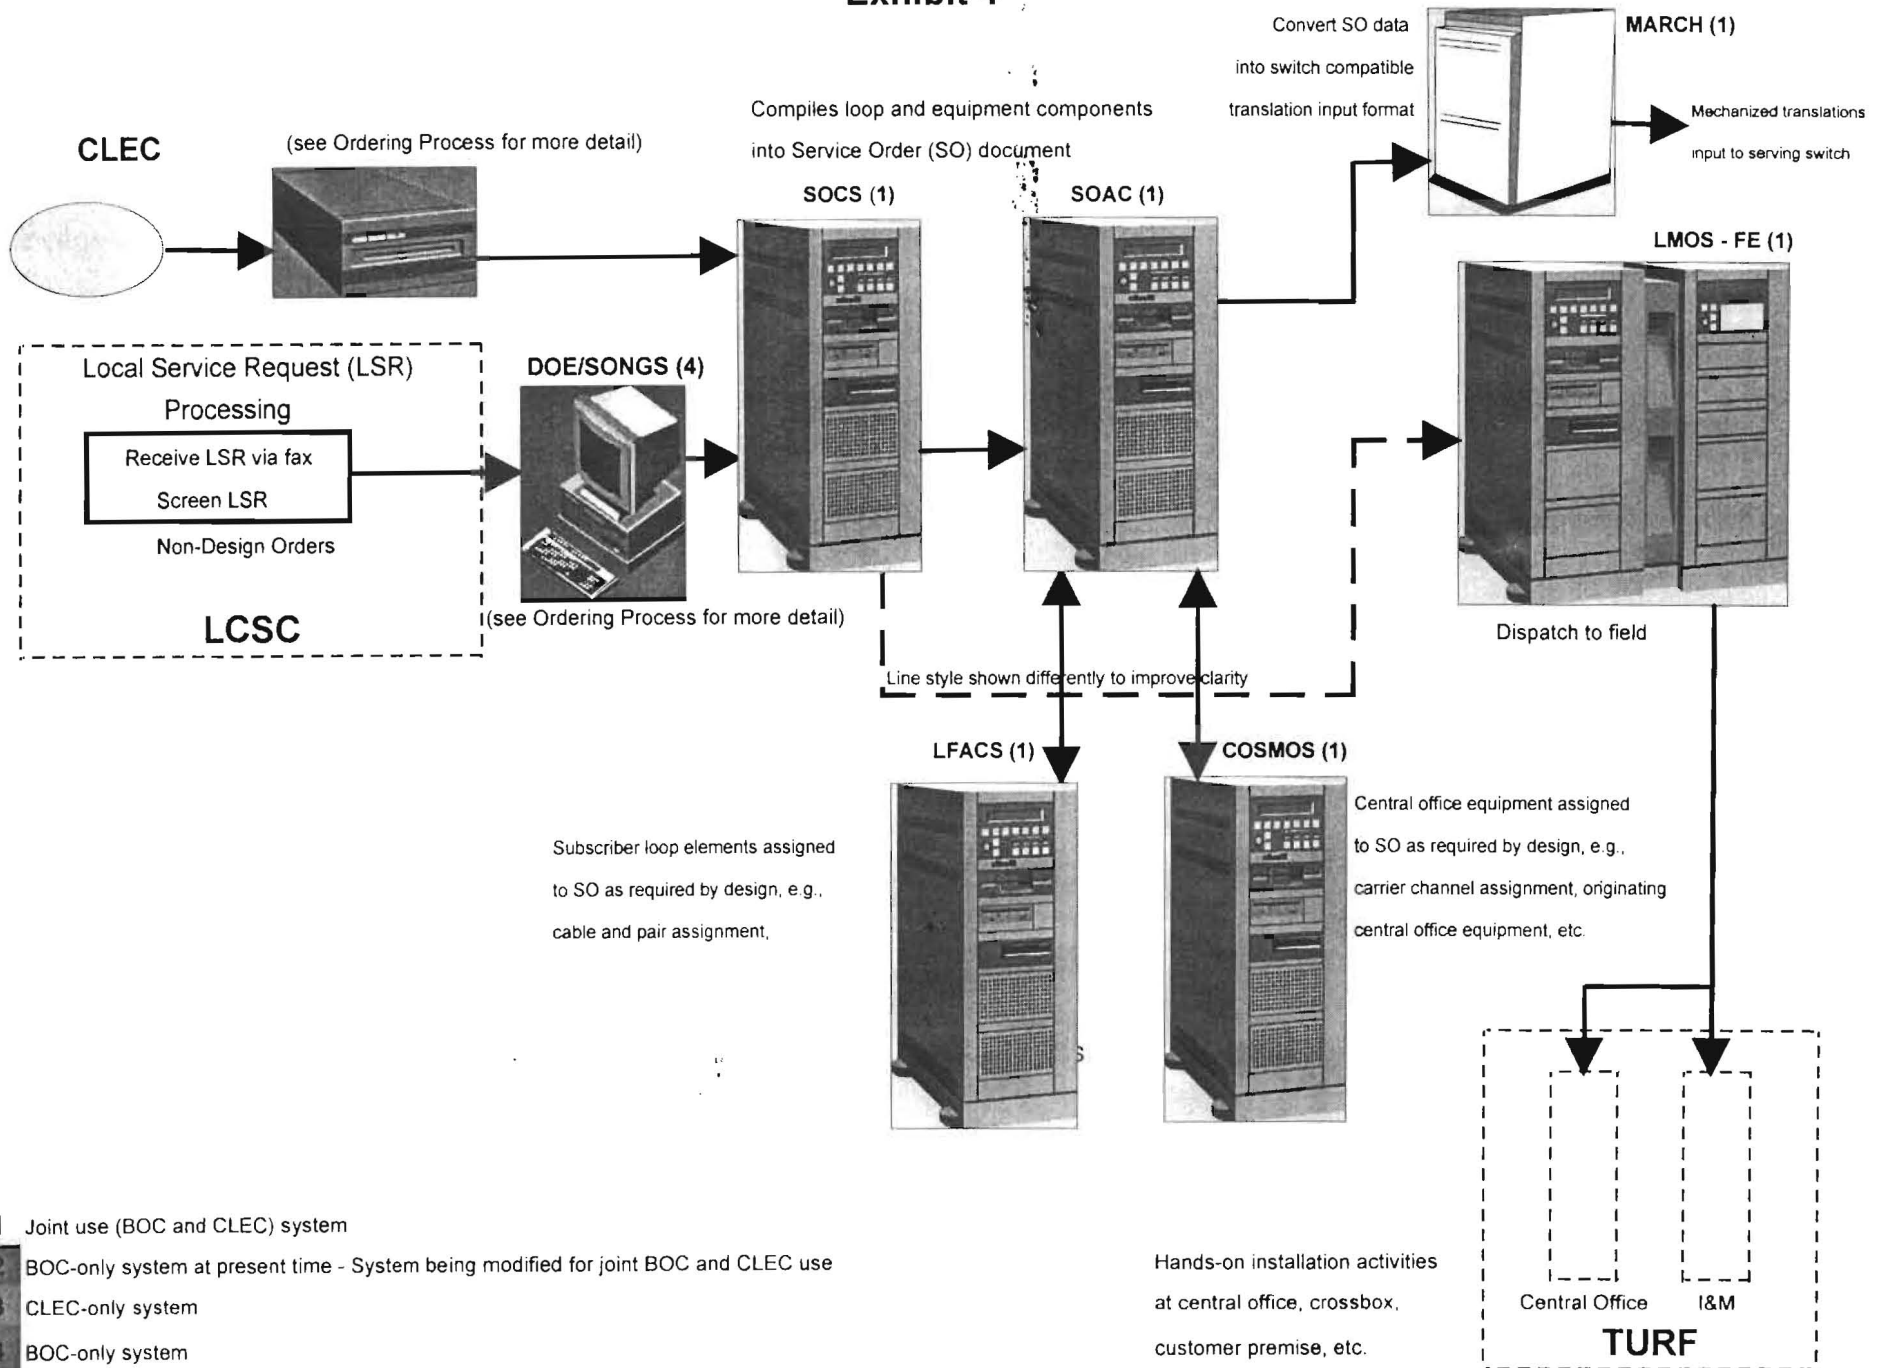 Exhibit
Convert SO data
into switch compatible
translation input format
MARCH (1)
Mechanized translations
input to serving switch
Compiles loop and equipment components
into Service Order (SO) document
CLEC
(see Ordering Process for more detail)
SOCS (1)
SOAC (1)
LMOS - FE (1)
Local Service Request (LSR)
Processing
Receive LSR via fax
Screen LSR
Non-Design Orders
LCSC
DOE/SONGS (4)
(see Ordering Process for more detail)
Dispatch to field
Line style shown differently to improve clarity
LFACS (1)
COSMOS (1)
Subscriber loop elements assigned
to SO as required by design, e.g.,
cable and pair assignment,
Central office equipment assigned
to SO as required by design, e.g.,
carrier channel assignment, originating
central office equipment, etc.
S
Joint use (BOC and CLEC) system
BOC-only system at present time - System being modified for joint BOC and CLEC use
CLEC-only system
BOC-only system
Hands-on installation activities
at central office, crossbox,
customer premise, etc.
Central Office
I&M
TURF